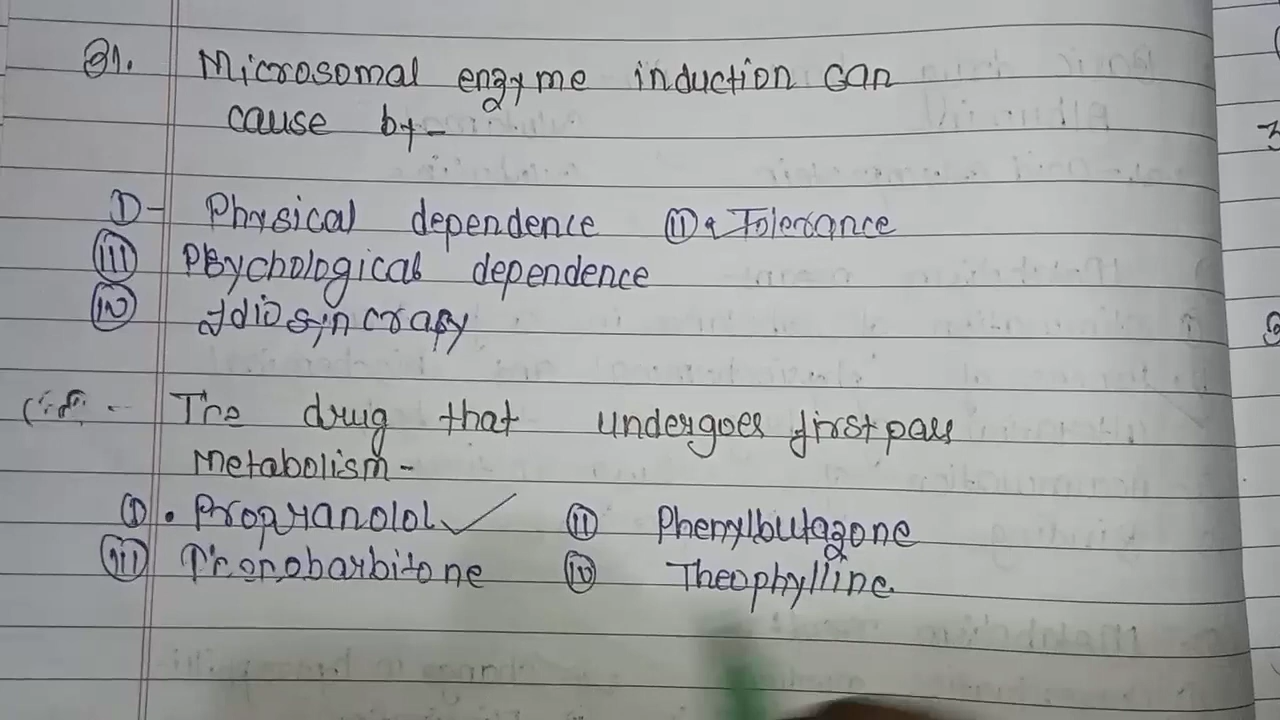 Q1. Microsomal enzyme induction can
cause by-
I- Physical dependence II Tolerance
III Psychological dependence
IV Idiosyncrapy
The drug that undergoes first pass
Metabolism-
I. Propranolol ✓ II Phenylbutazone
III Phenobarbitone IV Theophylline.